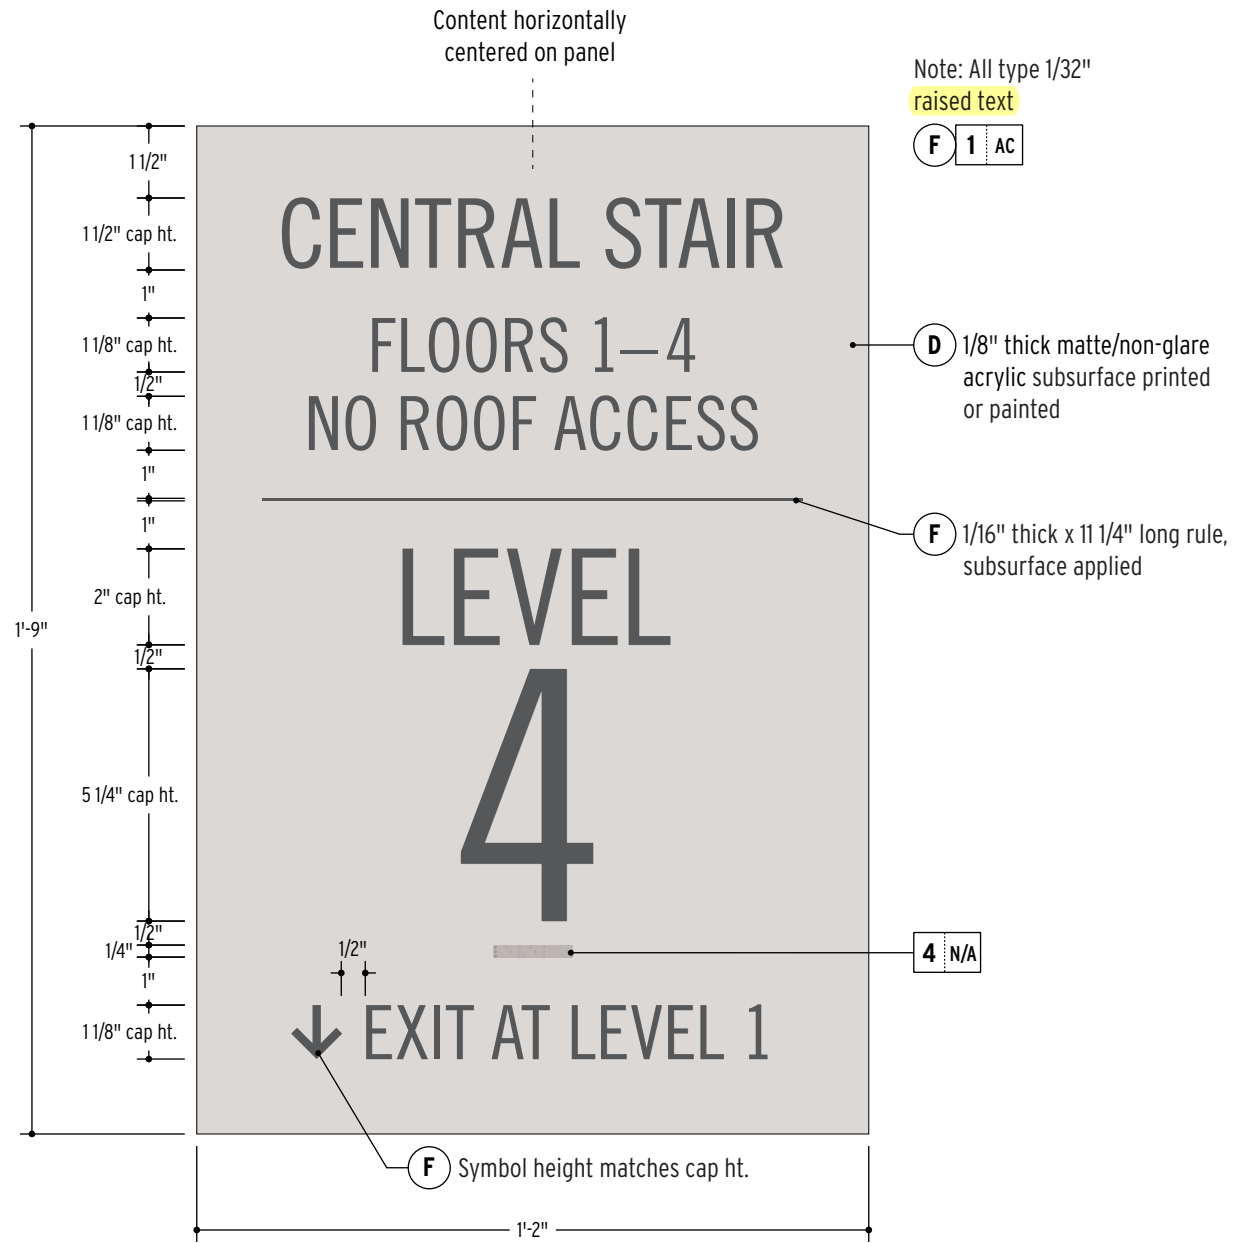 Content horizontally
centered on panel
Note: All type 1/32"
raised text
F 1 AC
1 1/2"
1 1/2" cap ht.
CENTRAL STAIR
1"
1 1/8" cap ht.
FLOORS 1—4
D 1/8" thick matte/non-glare
acrylic subsurface printed
or painted
1/2"
1 1/8" cap ht.
NO ROOF ACCESS
1"
1"
F 1/16" thick x 11 1/4" long rule,
subsurface applied
2" cap ht.
LEVEL
1'-9"
1/2"
5 1/4" cap ht.
4
1/2"
1/4"
1/2"
4 N/A
1"
1 1/8" cap ht.
EXIT AT LEVEL 1
F Symbol height matches cap ht.
1'-2"